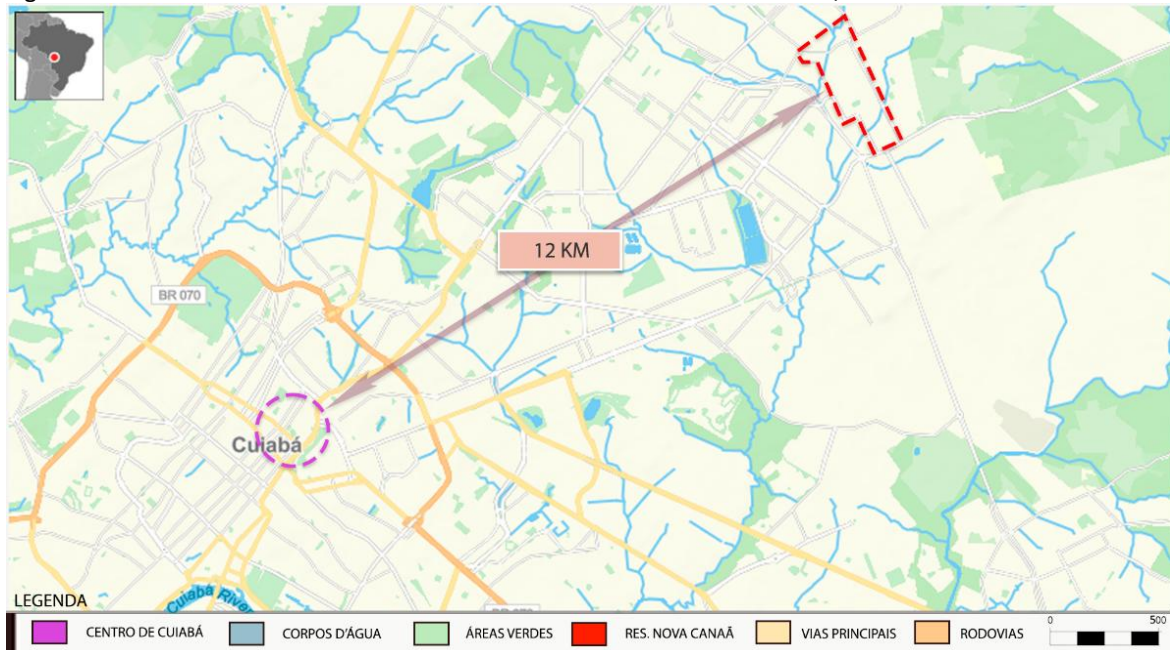 BR 070
12 KM
Cuiabá
Cuiabá River
LEGENDA
CENTRO DE CUIABÁ
CORPOS D'ÁGUA
ÁREAS VERDES
RES. NOVA CANAÃ
VIAS PRINCIPAIS
RODOVIAS
0
500